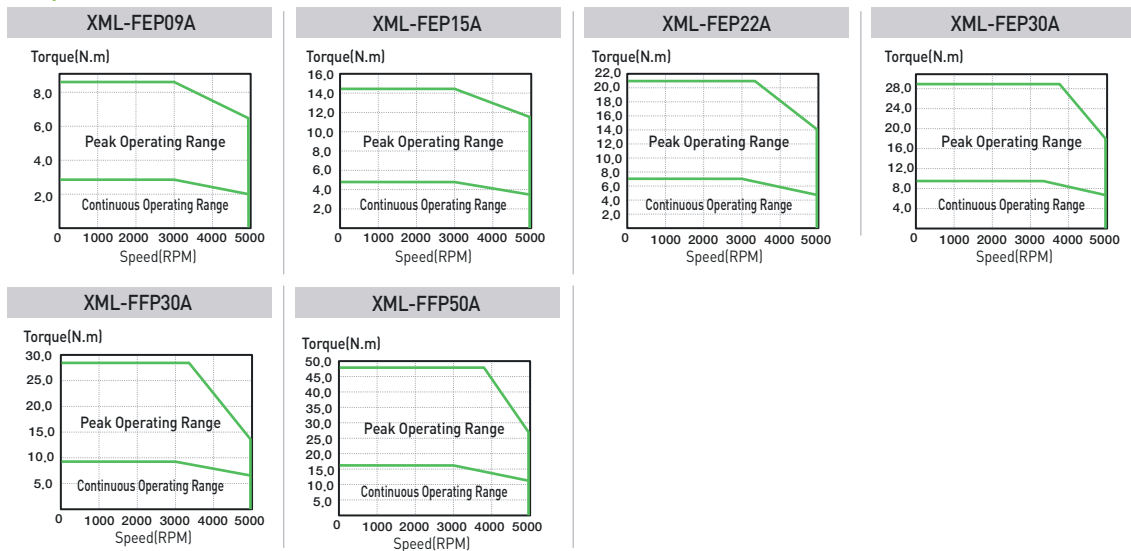 XML-FEP09A
Torque(N.m)
8,0
6,0
4,0
2,0
Peak Operating Range
Continuous Operating Range
0 1000 2000 3000 4000 5000
Speed(RPM)
XML-FEP15A
Torque(N.m)
16,0
14,0
12,0
10,0
8,0
6,0
4,0
2,0
Peak Operating Range
Continuous Operating Range
0 1000 2000 3000 4000 5000
Speed(RPM)
XML-FEP22A
Torque(N.m)
22,0
20,0
18,0
16,0
14,0
12,0
10,0
8,0
6,0
4,0
2,0
Peak Operating Range
Continuous Operating Range
0 1000 2000 3000 4000 5000
Speed(RPM)
XML-FEP30A
Torque(N.m)
28,0
24,0
20,0
16,0
12,0
8,0
4,0
Peak Operating Range
Continuous Operating Range
0 1000 2000 3000 4000 5000
Speed(RPM)
XML-FFP30A
Torque(N.m)
30,0
25,0
20,0
15,0
10,0
5,0
Peak Operating Range
Continuous Operating Range
0 1000 2000 3000 4000 5000
Speed(RPM)
XML-FFP50A
Torque(N.m)
50,0
45,0
40,0
35,0
30,0
25,0
20,0
15,0
10,0
5,0
Peak Operating Range
Continuous Operating Range
0 1000 2000 3000 4000 5000
Speed(RPM)